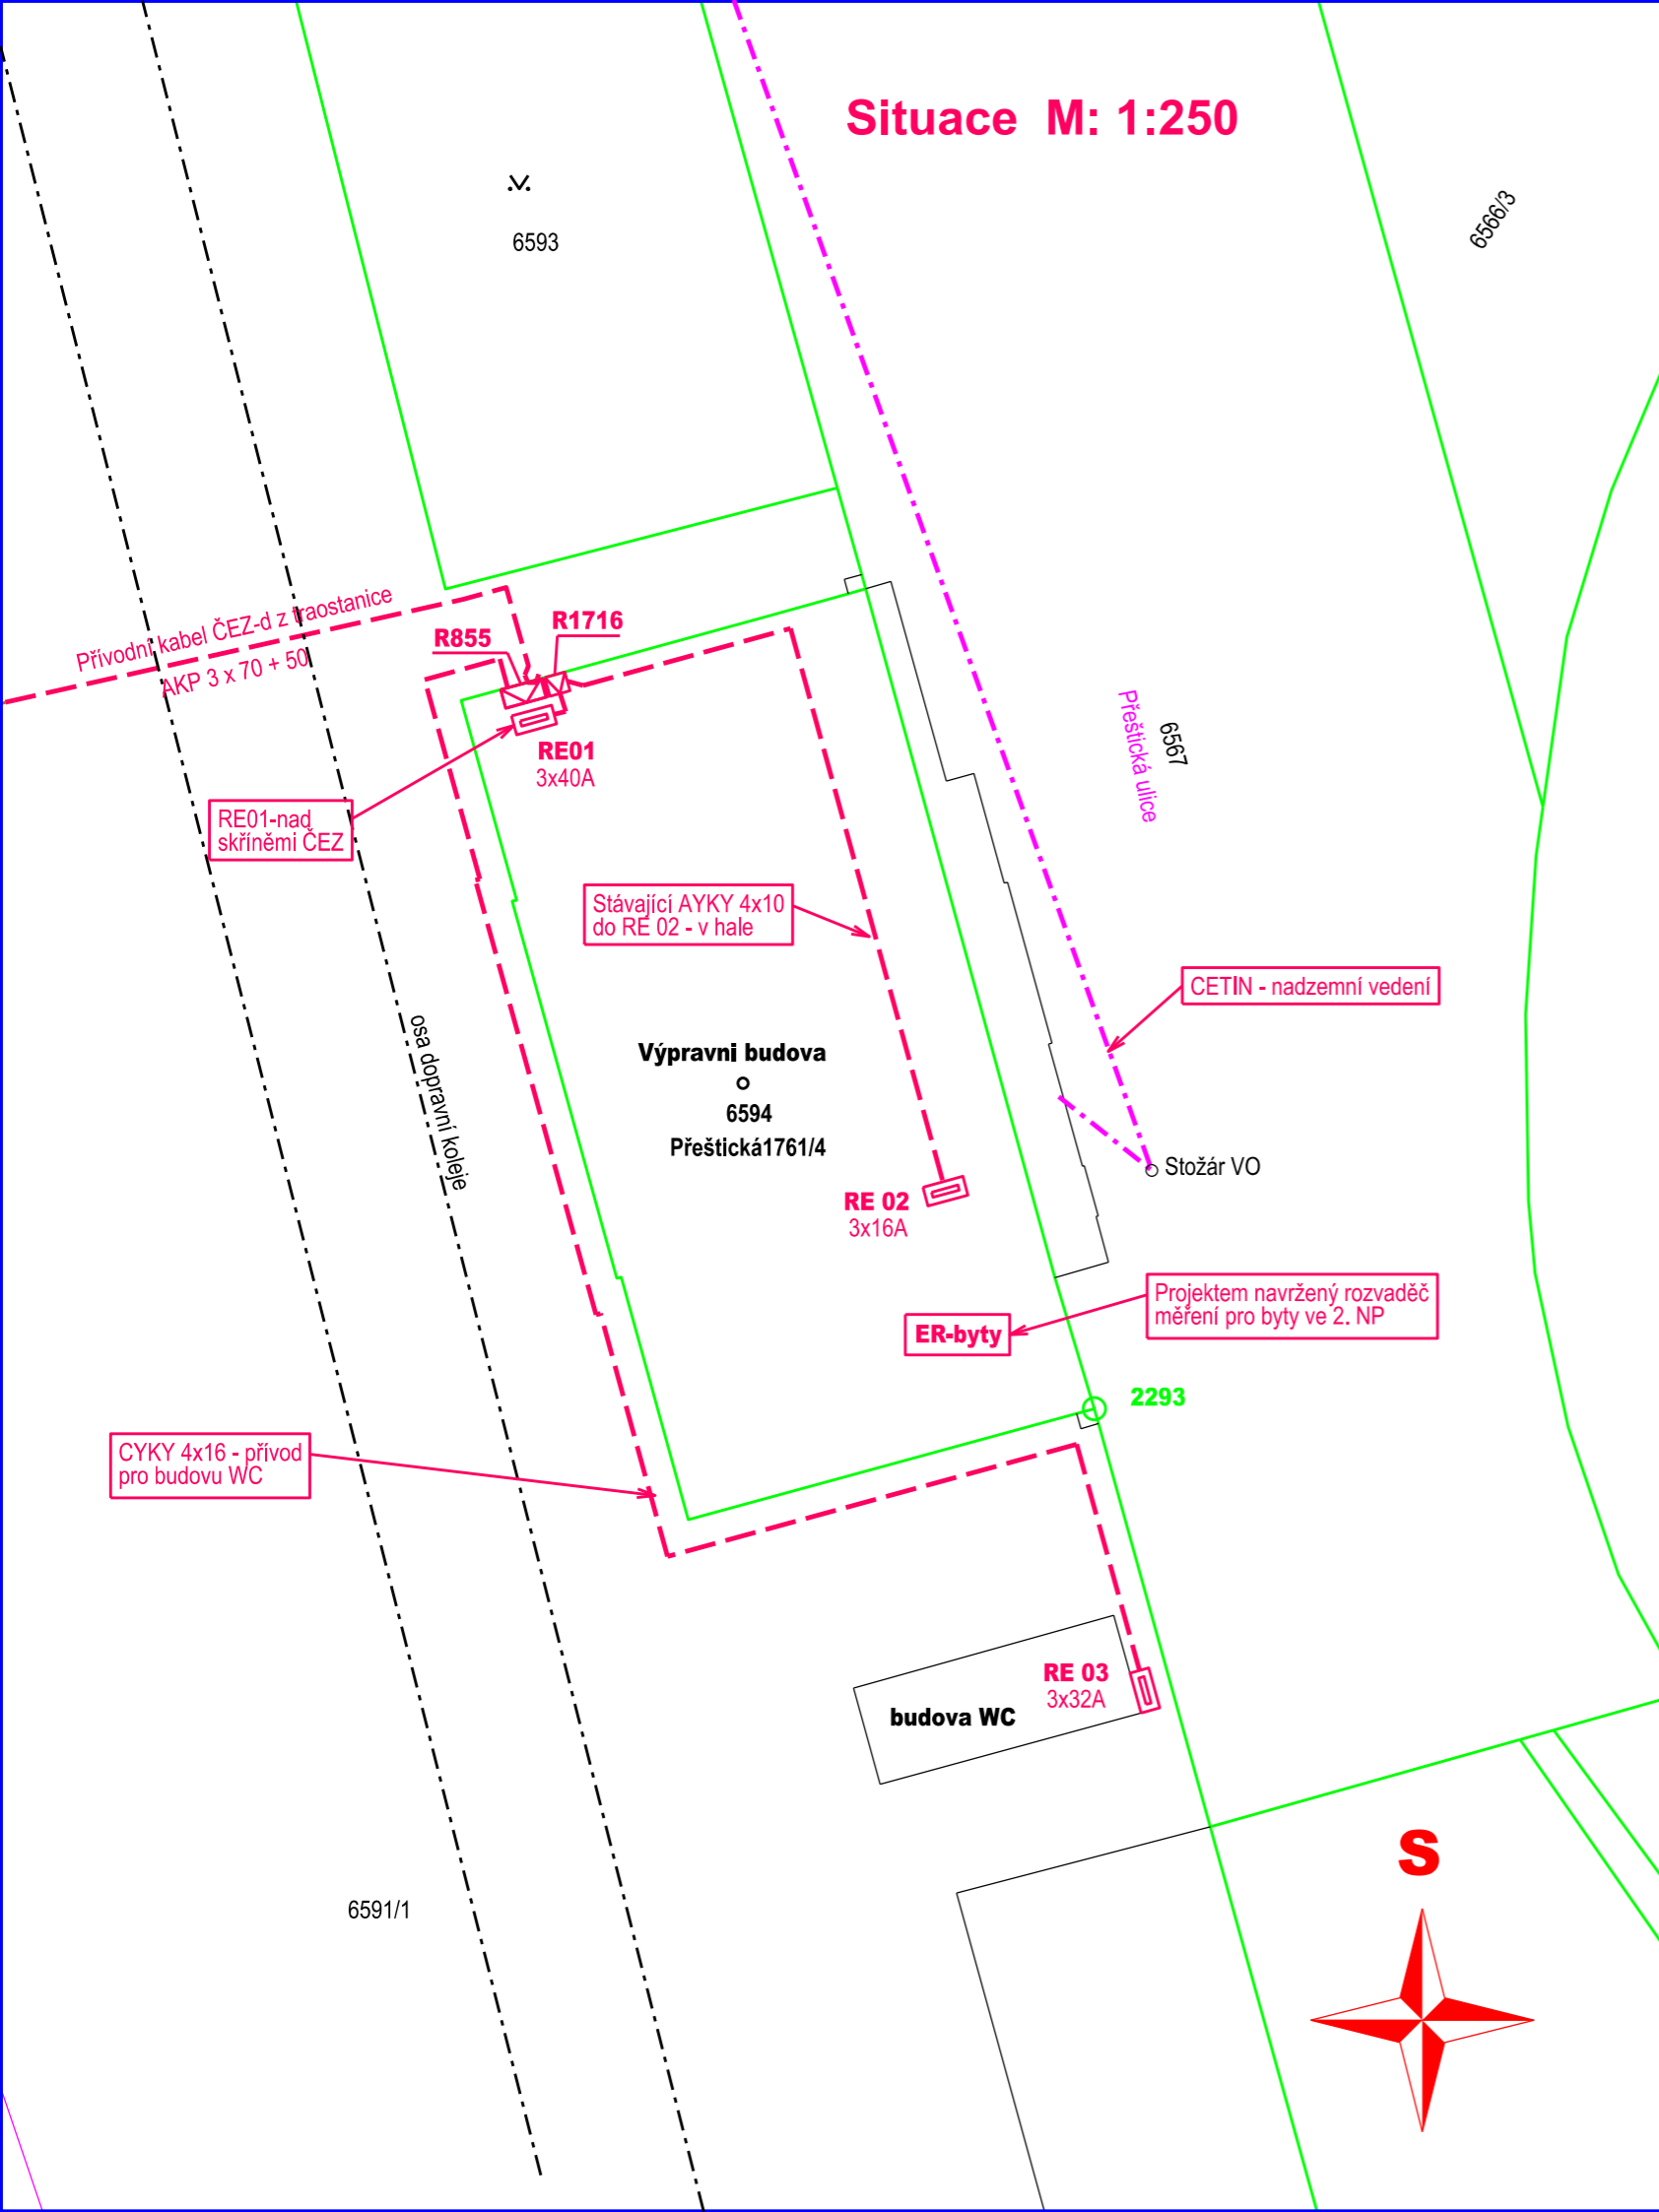 Situace M: 1:250
6593
6566/3
Přívodní kabel ČEZ-d z traostanice
AKP 3 x 70 + 50
R855
R1716
RE01
3x40A
RE01-nad
skříněmi ČEZ
Přeštická ulice
6567
Stávající AYKY 4x10
do RE 02 - v hale
CETIN - nadzemní vedení
osa dopravní koleje
Výpravni budova
6594
Přeštická1761/4
Stožár VO
RE 02
3x16A
Projektem navržený rozvaděč
měření pro byty ve 2. NP
ER-byty
2293
CYKY 4x16 - přívod
pro budovu WC
RE 03
3x32A
budova WC
S
6591/1